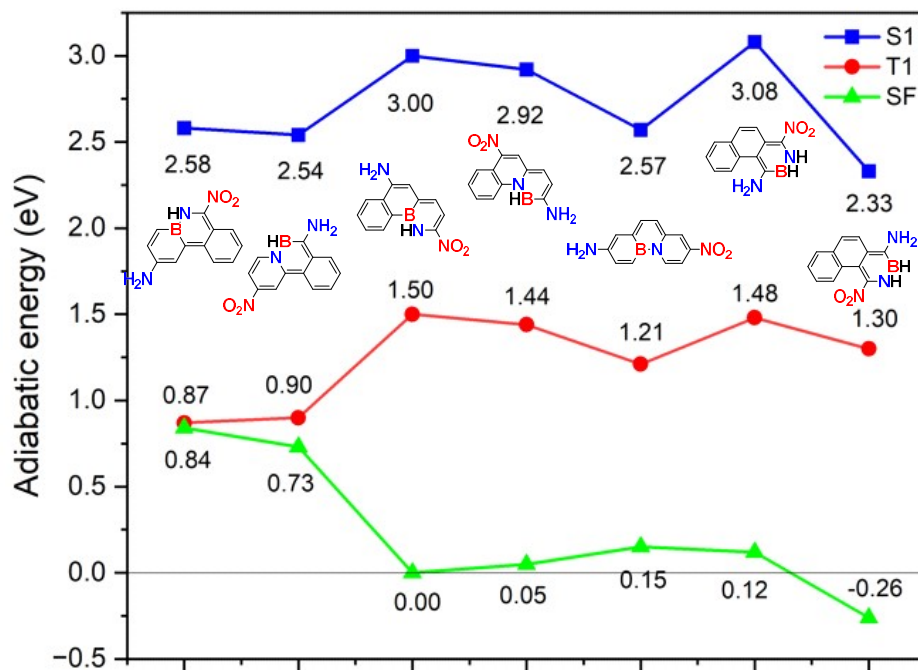 Adiabatic energy (eV)
3.0
2.5
2.0
1.5
1.0
0.5
0.0
−0.5
S1
T1
SF
2.58
2.54
3.00
2.92
2.57
3.08
2.33
HN
NO2
B
H2N
HB
NH2
N
O2N
NH2
B
HN
NO2
NO2
N
HB
NH2
H2N
B
N
NO2
NO2
NH
BH
H2N
NH2
BH
NH
O2N
0.87
0.90
1.50
1.44
1.21
1.48
1.30
0.84
0.73
0.00
0.05
0.15
0.12
-0.26